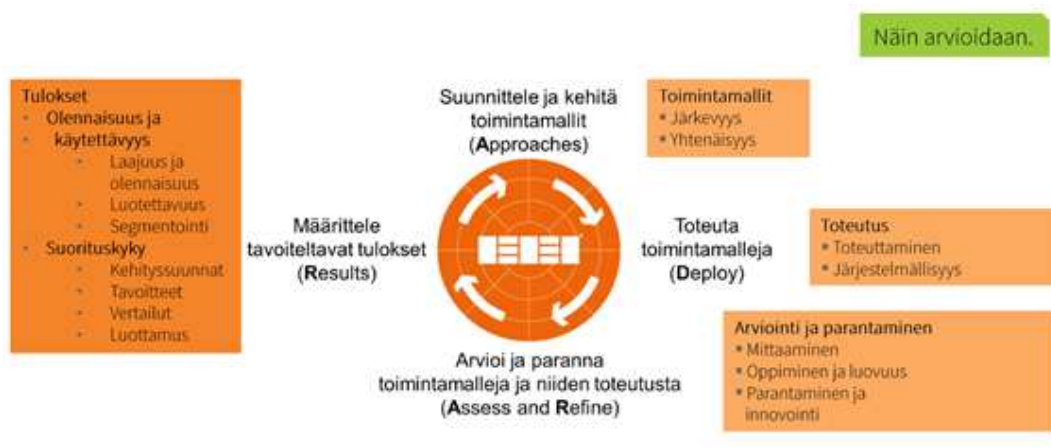 Näin arvioidaan.
Tulokset
Olennaisuus ja
käytettävyys
Laajuus ja
olennaisuus
Luotettavuus
Segmentointi
Suorituskyky
Kehityssuunnat
Tavoitteet
Vertailut
Luottamus
Suunnittele ja kehitä
toimintamallit
(Approaches)
Toimintamallit
Järkevyys
Yhtenäisyys
Määrittele
tavoiteltavat tulokset
(Results)
Toteuta
toimintamalleja
(Deploy)
Toteutus
Toteuttaminen
Järjestelmällisyys
Arvioi ja paranna
toimintamalleja ja niiden toteutusta
(Assess and Refine)
Arviointi ja parantaminen
Mittaaminen
Oppiminen ja luovuus
Parantaminen ja
innovointi